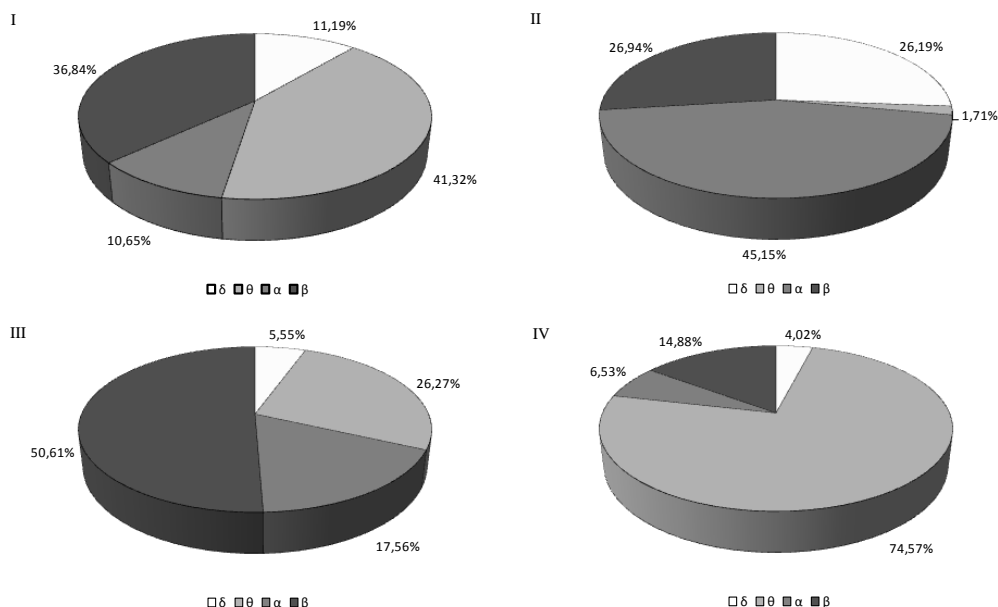 I
11,19%
36,84%
41,32%
10,65%
δ θ α β
II
26,94%
26,19%
1,71%
45,15%
δ θ α β
III
5,55%
26,27%
50,61%
17,56%
δ θ α β
IV
4,02%
14,88%
6,53%
74,57%
δ θ α β